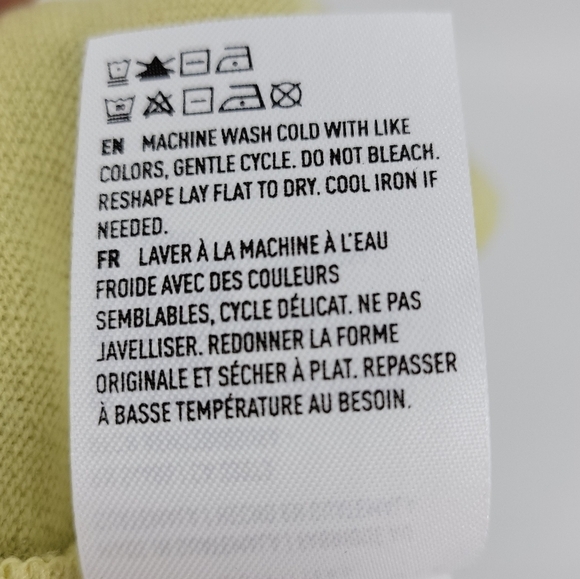 EN MACHINE WASH COLD WITH LIKE
COLORS, GENTLE CYCLE. DO NOT BLEACH.
RESHAPE LAY FLAT TO DRY. COOL IRON IF
NEEDED.
FR LAVER À LA MACHINE À L'EAU
FROIDE AVEC DES COULEURS
SEMBLABLES, CYCLE DÉLICAT. NE PAS
JAVELLISER. REDONNER LA FORME
ORIGINALE ET SÉCHER À PLAT. REPASSER
À BASSE TEMPÉRATURE AU BESOIN.